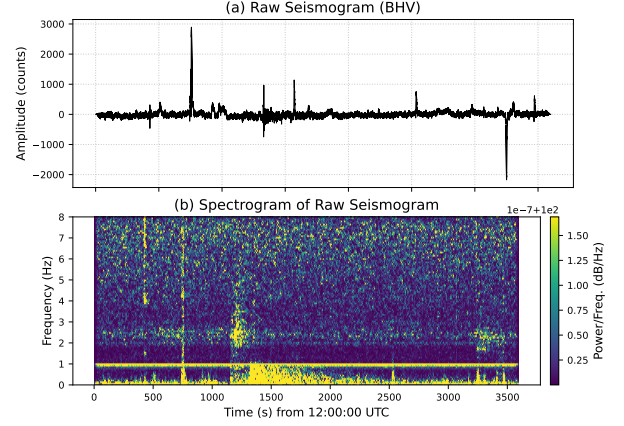 (a) Raw Seismogram (BHV)
3000
2000
1000
0
−1000
−2000
Amplitude (counts)
(b) Spectrogram of Raw Seismogram
1e−7+1e2
8
7
6
5
4
3
2
1
0
Frequency (Hz)
1.50
1.25
1.00
0.75
0.50
0.25
Power/Freq. (dB/Hz)
0 500 1000 1500 2000 2500 3000 3500
Time (s) from 12:00:00 UTC